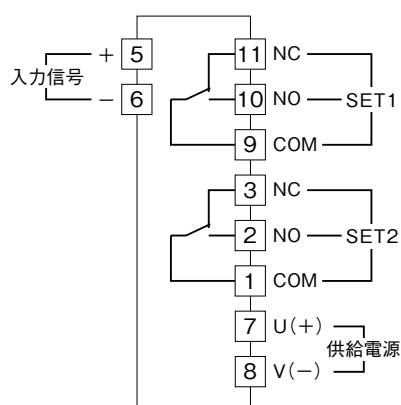 + 5
入力信号
− 6
11 NC
10 NO SET1
9 COM
3 NC
2 NO SET2
1 COM
7 U(+)
供給電源
8 V(−)